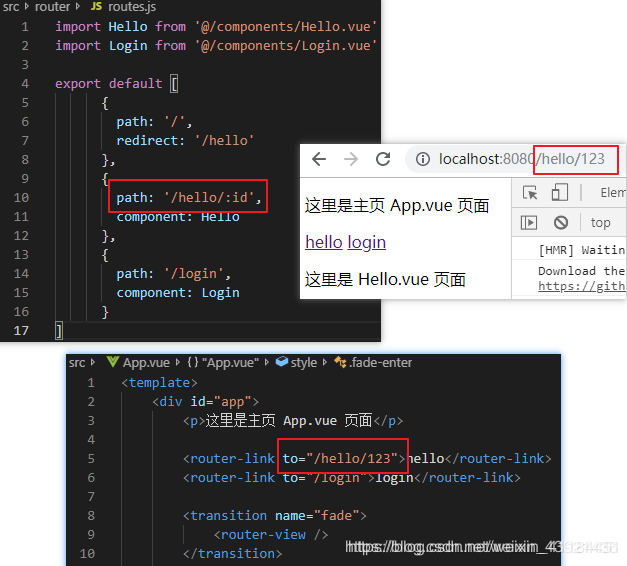 src › router › JS routes.js
1 import Hello from '@/components/Hello.vue'
2 import Login from '@/components/Login.vue'
3
4 export default [
5 {
6 path: '/',
7 redirect: '/hello'
8 },
9 {
10 path: '/hello/:id',
11 component: Hello
12 },
13 {
14 path: '/login',
15 component: Login
16 }
17 ]
localhost:8080/hello/123
这里是主页 App.vue 页面
hello login
这里是 Hello.vue 页面
Elem
top
[HMR] Waitin
Download the
https://gith
src › App.vue › {} "App.vue" › style › .fade-enter
1 <template>
2 <div id="app">
3 <p>这里是主页 App.vue 页面</p>
4
5 <router-link to="/hello/123">hello</router-link>
6 <router-link to="/login">login</router-link>
7
8 <transition name="fade">
9 <router-view />
10 </transition>
https://blog.csdn.net/weixin_